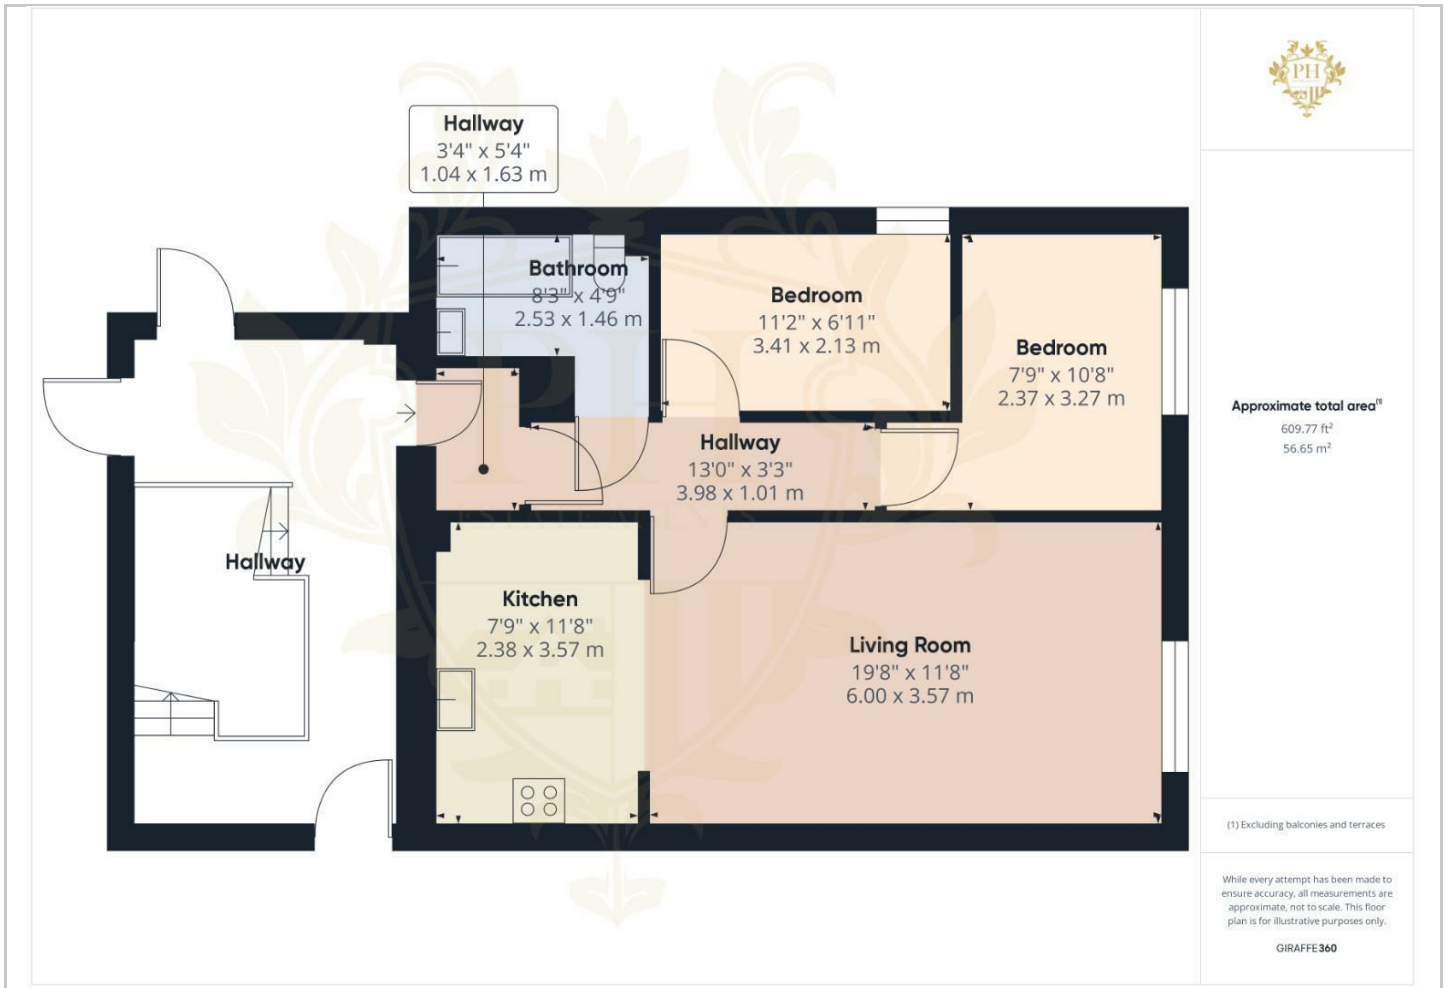 Hallway
3'4" x 5'4"
1.04 x 1.63 m
Bathroom
8'3" x 4'9"
2.53 x 1.46 m
Bedroom
11'2" x 6'11"
3.41 x 2.13 m
Bedroom
7'9" x 10'8"
2.37 x 3.27 m
Hallway
13'0" x 3'3"
3.98 x 1.01 m
Hallway
Kitchen
7'9" x 11'8"
2.38 x 3.57 m
Living Room
19'8" x 11'8"
6.00 x 3.57 m
PH
PH
Approximate total area⁽¹⁾
609.77 ft²
56.65 m²
(1) Excluding balconies and terraces
While every attempt has been made to
ensure accuracy, all measurements are
approximate, not to scale. This floor
plan is for illustrative purposes only.
GIRAFFE360